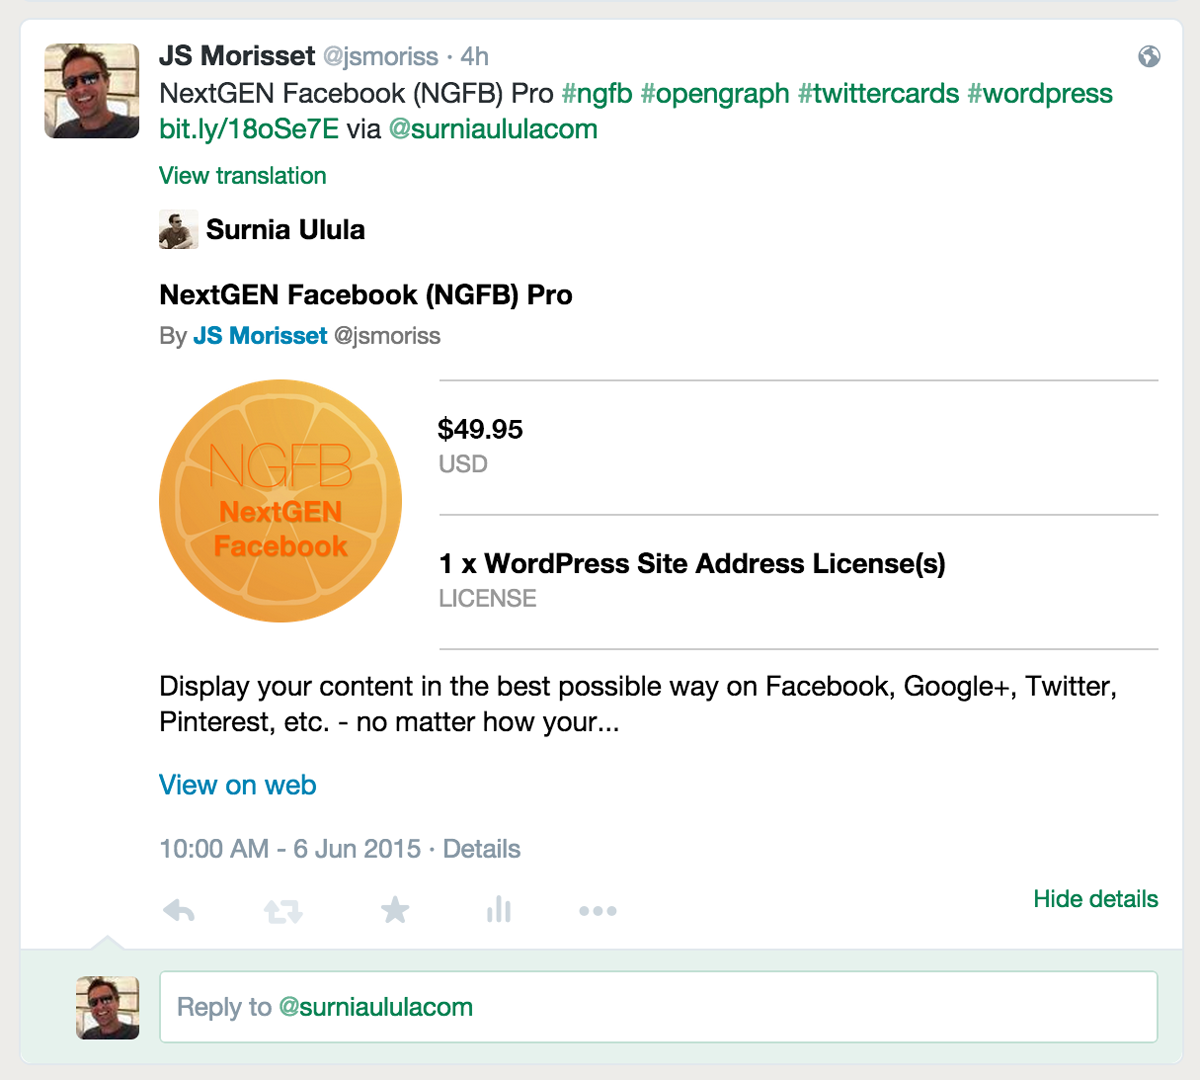 JS Morisset @jsmoriss · 4h
NextGEN Facebook (NGFB) Pro #ngfb #opengraph #twittercards #wordpress
bit.ly/18oSe7E via @surniaululacom
View translation
Surnia Ulula
NextGEN Facebook (NGFB) Pro
By JS Morisset @jsmoriss
NGFB
NextGEN
Facebook
$49.95
USD
1 x WordPress Site Address License(s)
LICENSE
Display your content in the best possible way on Facebook, Google+, Twitter,
Pinterest, etc. - no matter how your...
View on web
10:00 AM - 6 Jun 2015 · Details
Hide details
Reply to @surniaululacom